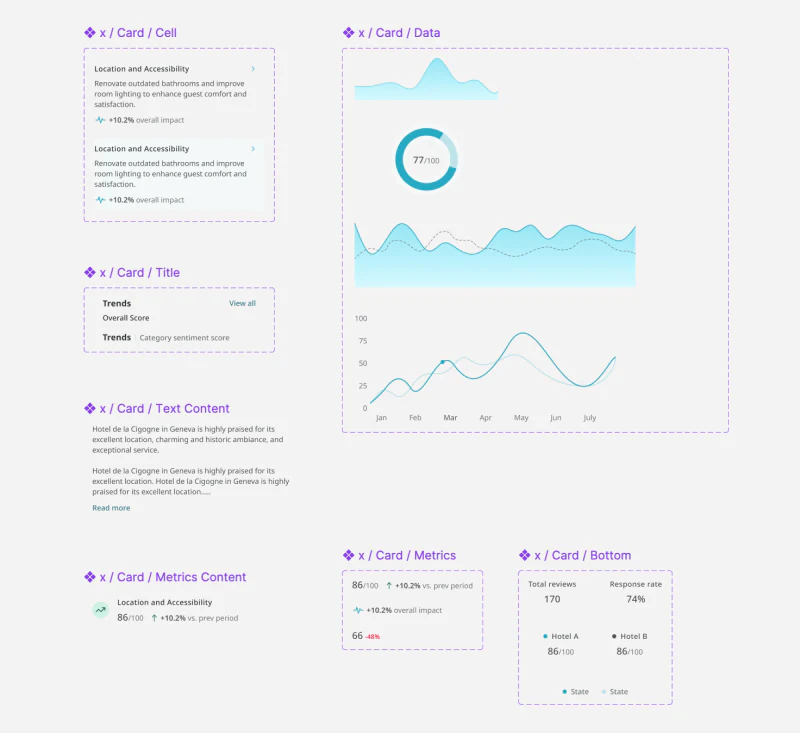 x / Card / Cell
Location and Accessibility
Renovate outdated bathrooms and improve
room lighting to enhance guest comfort and
satisfaction.
+10.2% overall impact
Location and Accessibility
Renovate outdated bathrooms and improve
room lighting to enhance guest comfort and
satisfaction.
+10.2% overall impact
x / Card / Title
Trends
View all
Overall Score
Trends
Category sentiment score
x / Card / Text Content
Hotel de la Cigogne in Geneva is highly praised for its
excellent location, charming and historic ambiance, and
exceptional service.
Hotel de la Cigogne in Geneva is highly praised for its
excellent location. Hotel de la Cigogne in Geneva is highly
praised for its excellent location.....
Read more
x / Card / Metrics Content
Location and Accessibility
86/100 +10.2% vs. prev period
x / Card / Data
77/100
100
75
50
25
0
Jan Feb Mar Apr May Jun July
x / Card / Metrics
86/100 +10.2% vs. prev period
+10.2% overall impact
66 -48%
x / Card / Bottom
Total reviews Response rate
170 74%
Hotel A Hotel B
86/100 86/100
State State